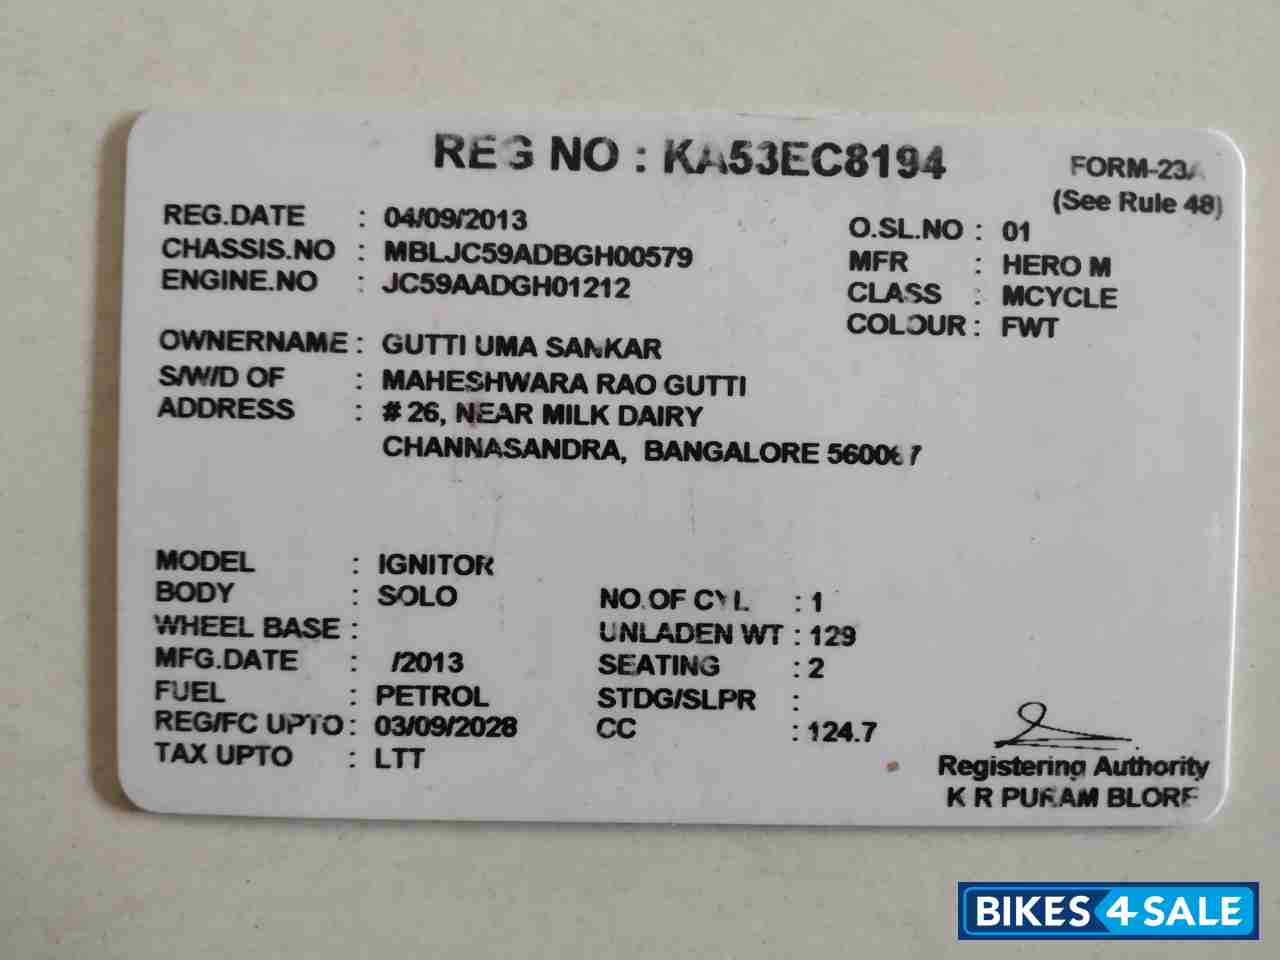 REG NO : KA53EC8194
FORM-23A
(See Rule 48)
REG.DATE : 04/09/2013
CHASSIS.NO : MBLJC59ADBGH00579
ENGINE.NO : JC59AADGH01212
O.SL.NO : 01
MFR : HERO M
CLASS : MCYCLE
COLOUR : FWT
OWNERNAME : GUTTI UMA SANKAR
S/W/D OF : MAHESHWARA RAO GUTTI
ADDRESS : # 26, NEAR MILK DAIRY
CHANNASANDRA, BANGALORE 560067
MODEL : IGNITOR
BODY : SOLO
WHEEL BASE :
MFG.DATE : /2013
FUEL : PETROL
REG/FC UPTO : 03/09/2028
TAX UPTO : LTT
NO.OF CYL : 1
UNLADEN WT : 129
SEATING : 2
STDG/SLPR :
CC : 124.7
Registering Authority
K R PURAM BLORE
BIKES4SALE